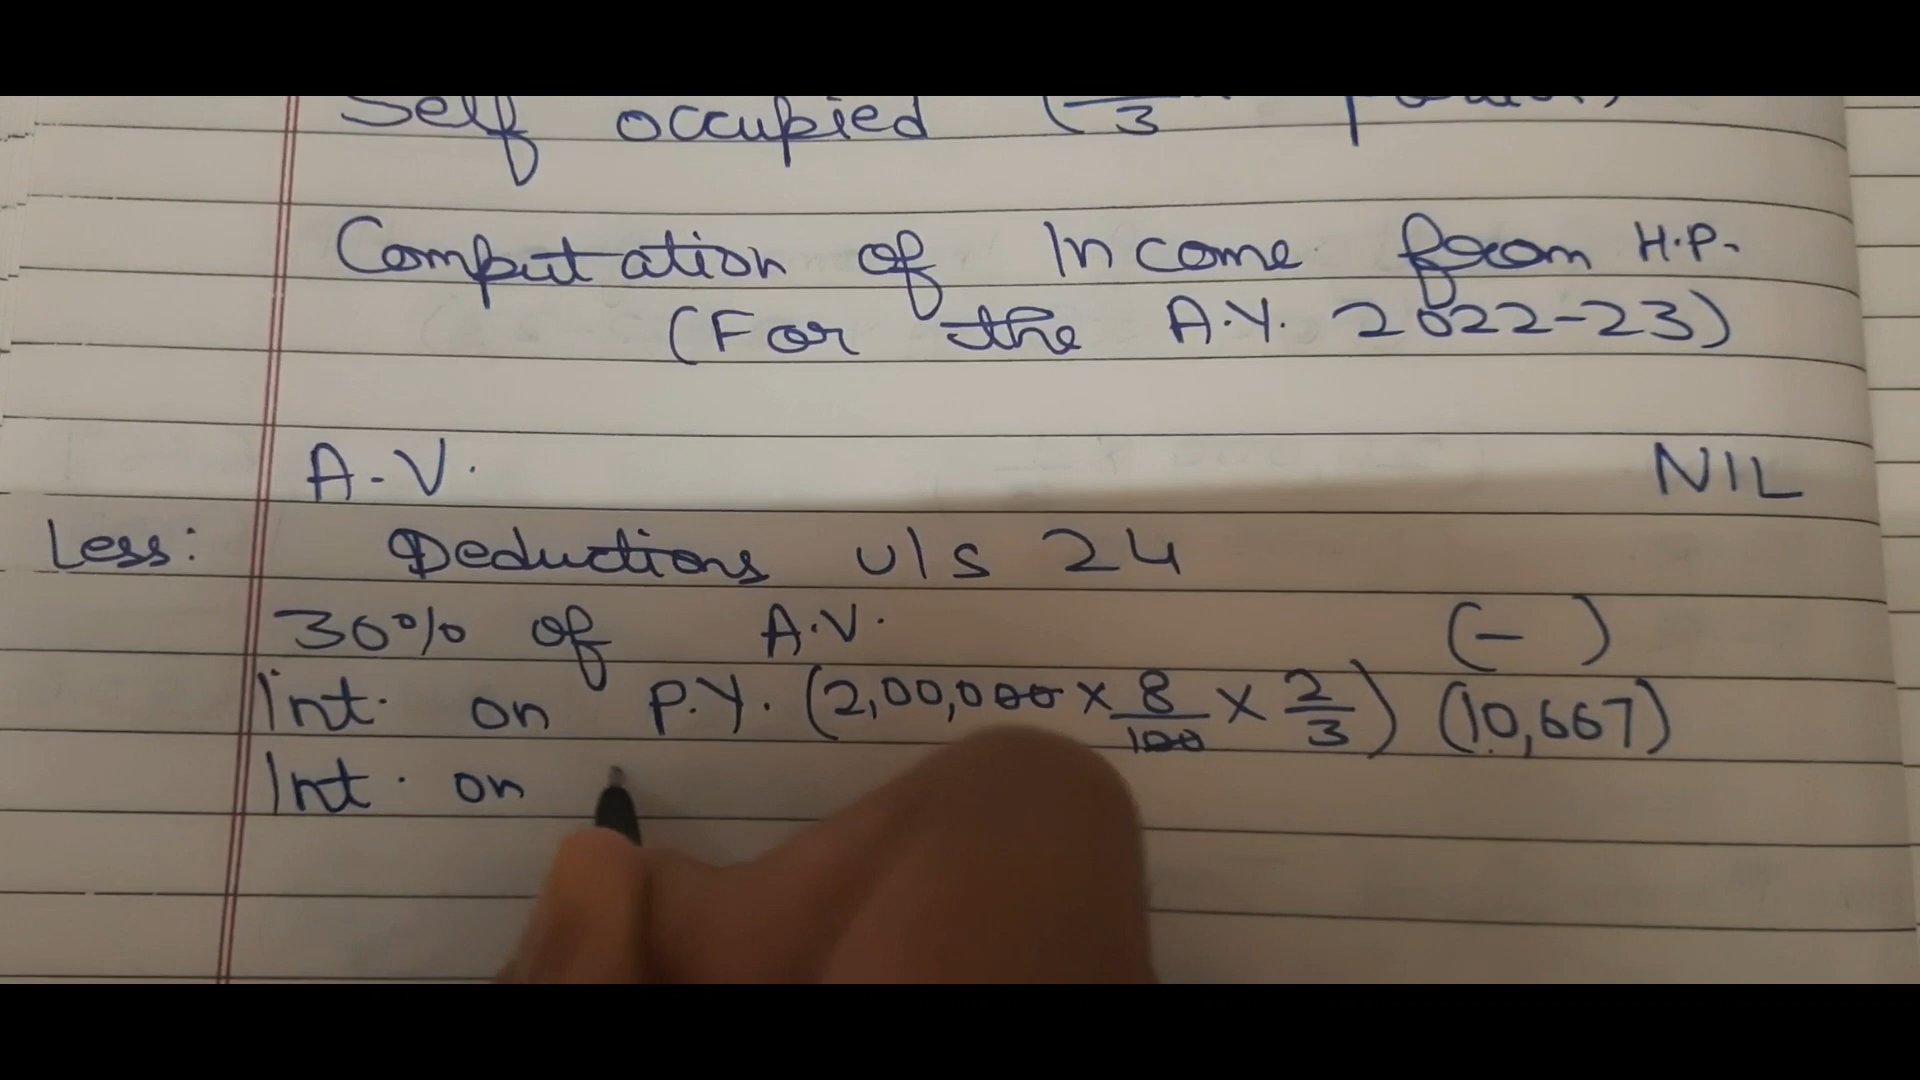 Self occupied ( /3
Computation of Income from H.P.
(For the A.Y. 2022-23)
A.V. NIL
Less: Deductions u/s 24
30% of A.V. (-)
Int. on P.Y. (2,00,000 x 8/100 x 2/3) (10,667)
Int. on